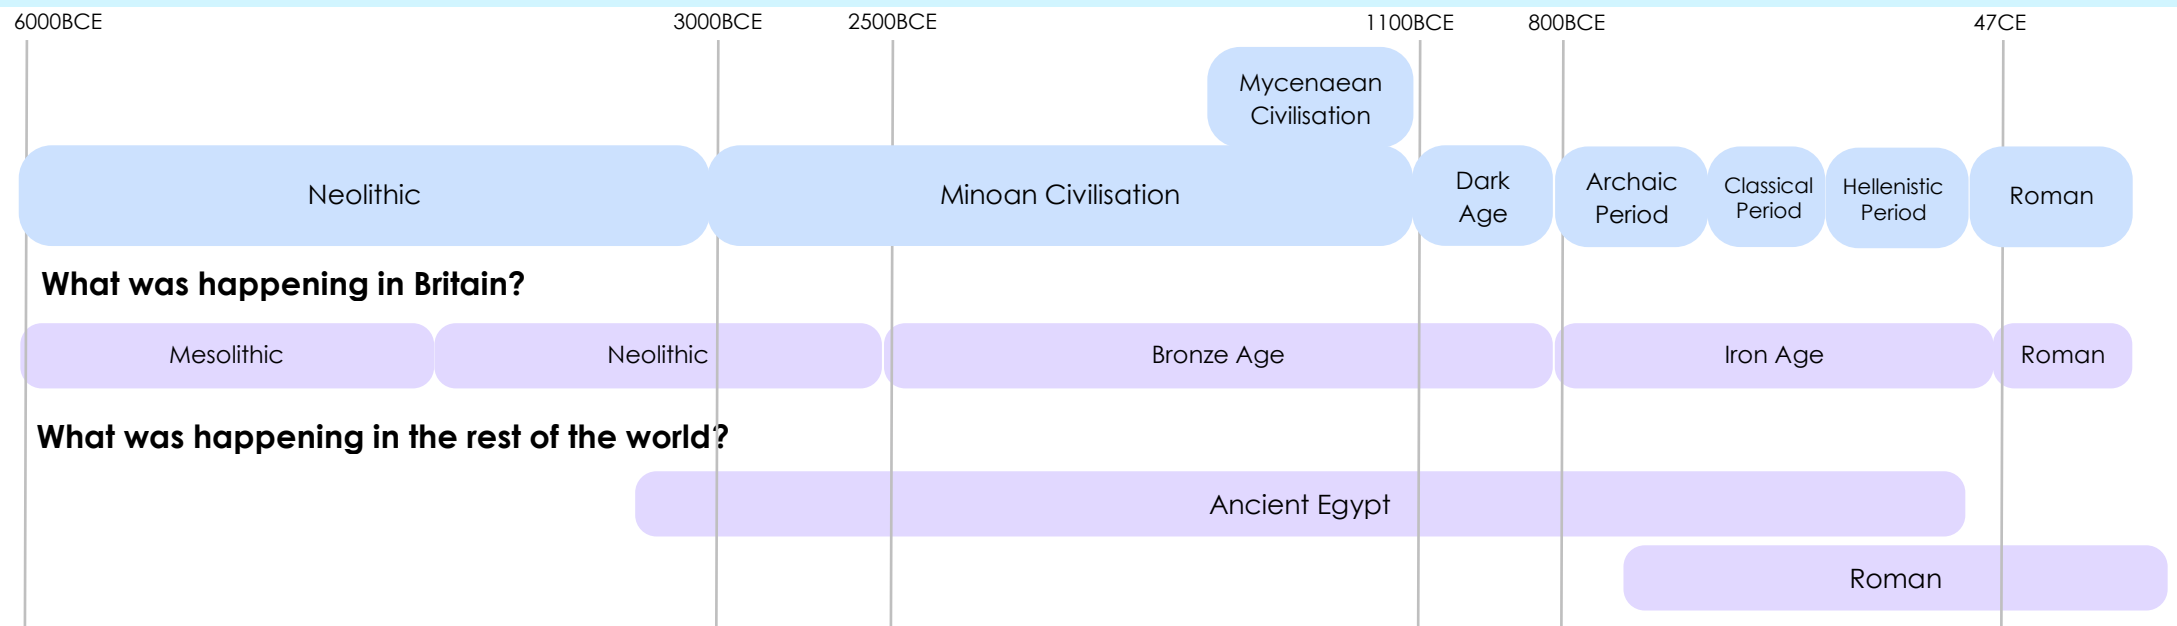 6000BCE 3000BCE 2500BCE 1100BCE 800BCE 47CE
Mycenaean
Civilisation
Neolithic
Minoan Civilisation
Dark
Age
Archaic
Period
Classical
Period
Hellenistic
Period
Roman
What was happening in Britain?
Mesolithic
Neolithic
Bronze Age
Iron Age
Roman
What was happening in the rest of the world?
Ancient Egypt
Roman